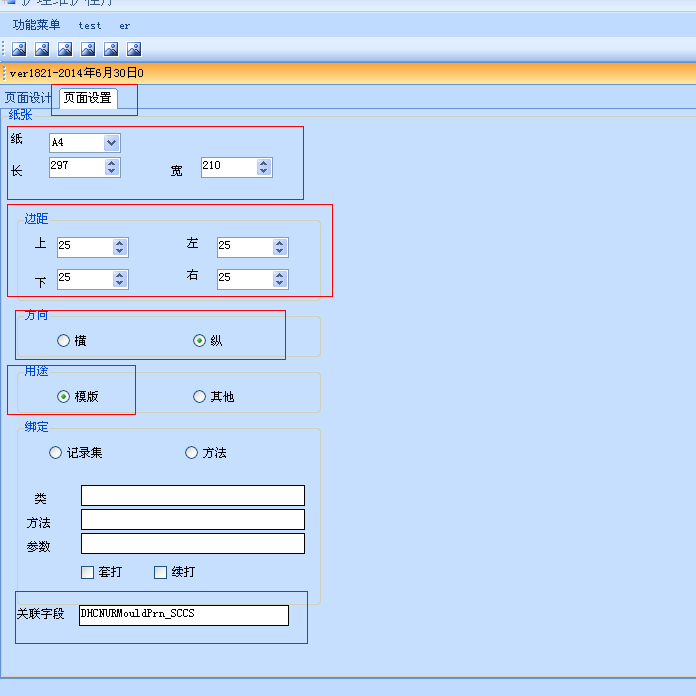 功能菜单 test er
ver1821-2014年6月30日0
页面设计 页面设置
纸张
纸 A4
长 297 宽 210
边距
上 25 左 25
下 25 右 25
方向
横 纵
用途
模版 其他
绑定
记录集 方法
类
方法
参数
套打 续打
关联字段 DHCNURMouldPrn_SCCS